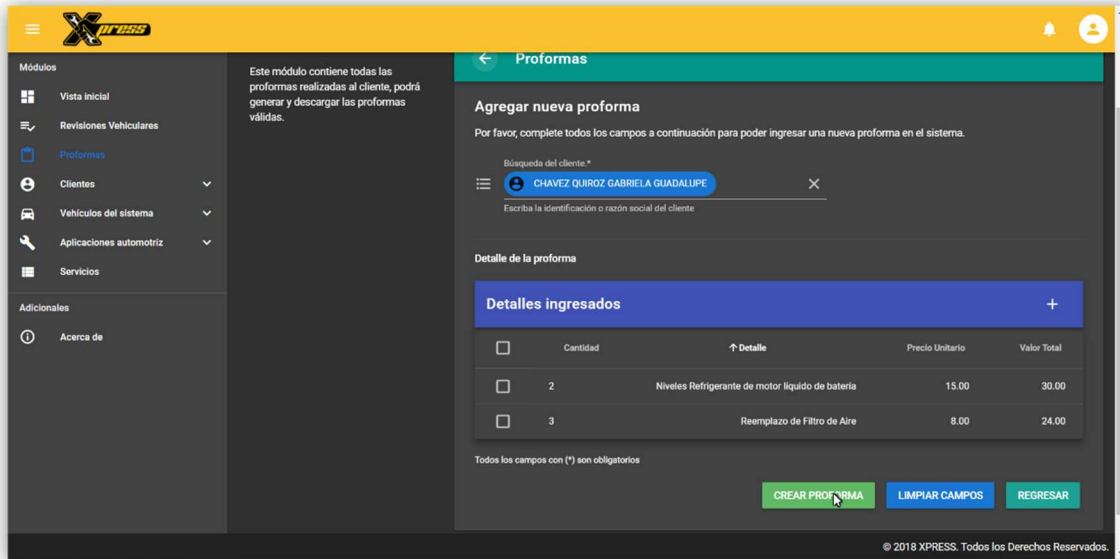 Xpress
Módulos
Vista inicial
Revisiones Vehiculares
Proformas
Clientes
Vehículos del sistema
Aplicaciones automotriz
Servicios
Adicionales
Acerca de
Este módulo contiene todas las
proformas realizadas al cliente, podrá
generar y descargar las proformas
válidas.
Proformas
Agregar nueva proforma
Por favor, complete todos los campos a continuación para poder ingresar una nueva proforma en el sistema.
Búsqueda del cliente.*
CHAVEZ QUIROZ GABRIELA GUADALUPE
Escriba la identificación o razón social del cliente
Detalle de la proforma
Detalles ingresados
Cantidad Detalle Precio Unitario Valor Total
2 Niveles Refrigerante de motor líquido de batería 15.00 30.00
3 Reemplazo de Filtro de Aire 8.00 24.00
Todos los campos con (*) son obligatorios
CREAR PROFORMA LIMPIAR CAMPOS REGRESAR
© 2018 XPRESS. Todos los Derechos Reservados.